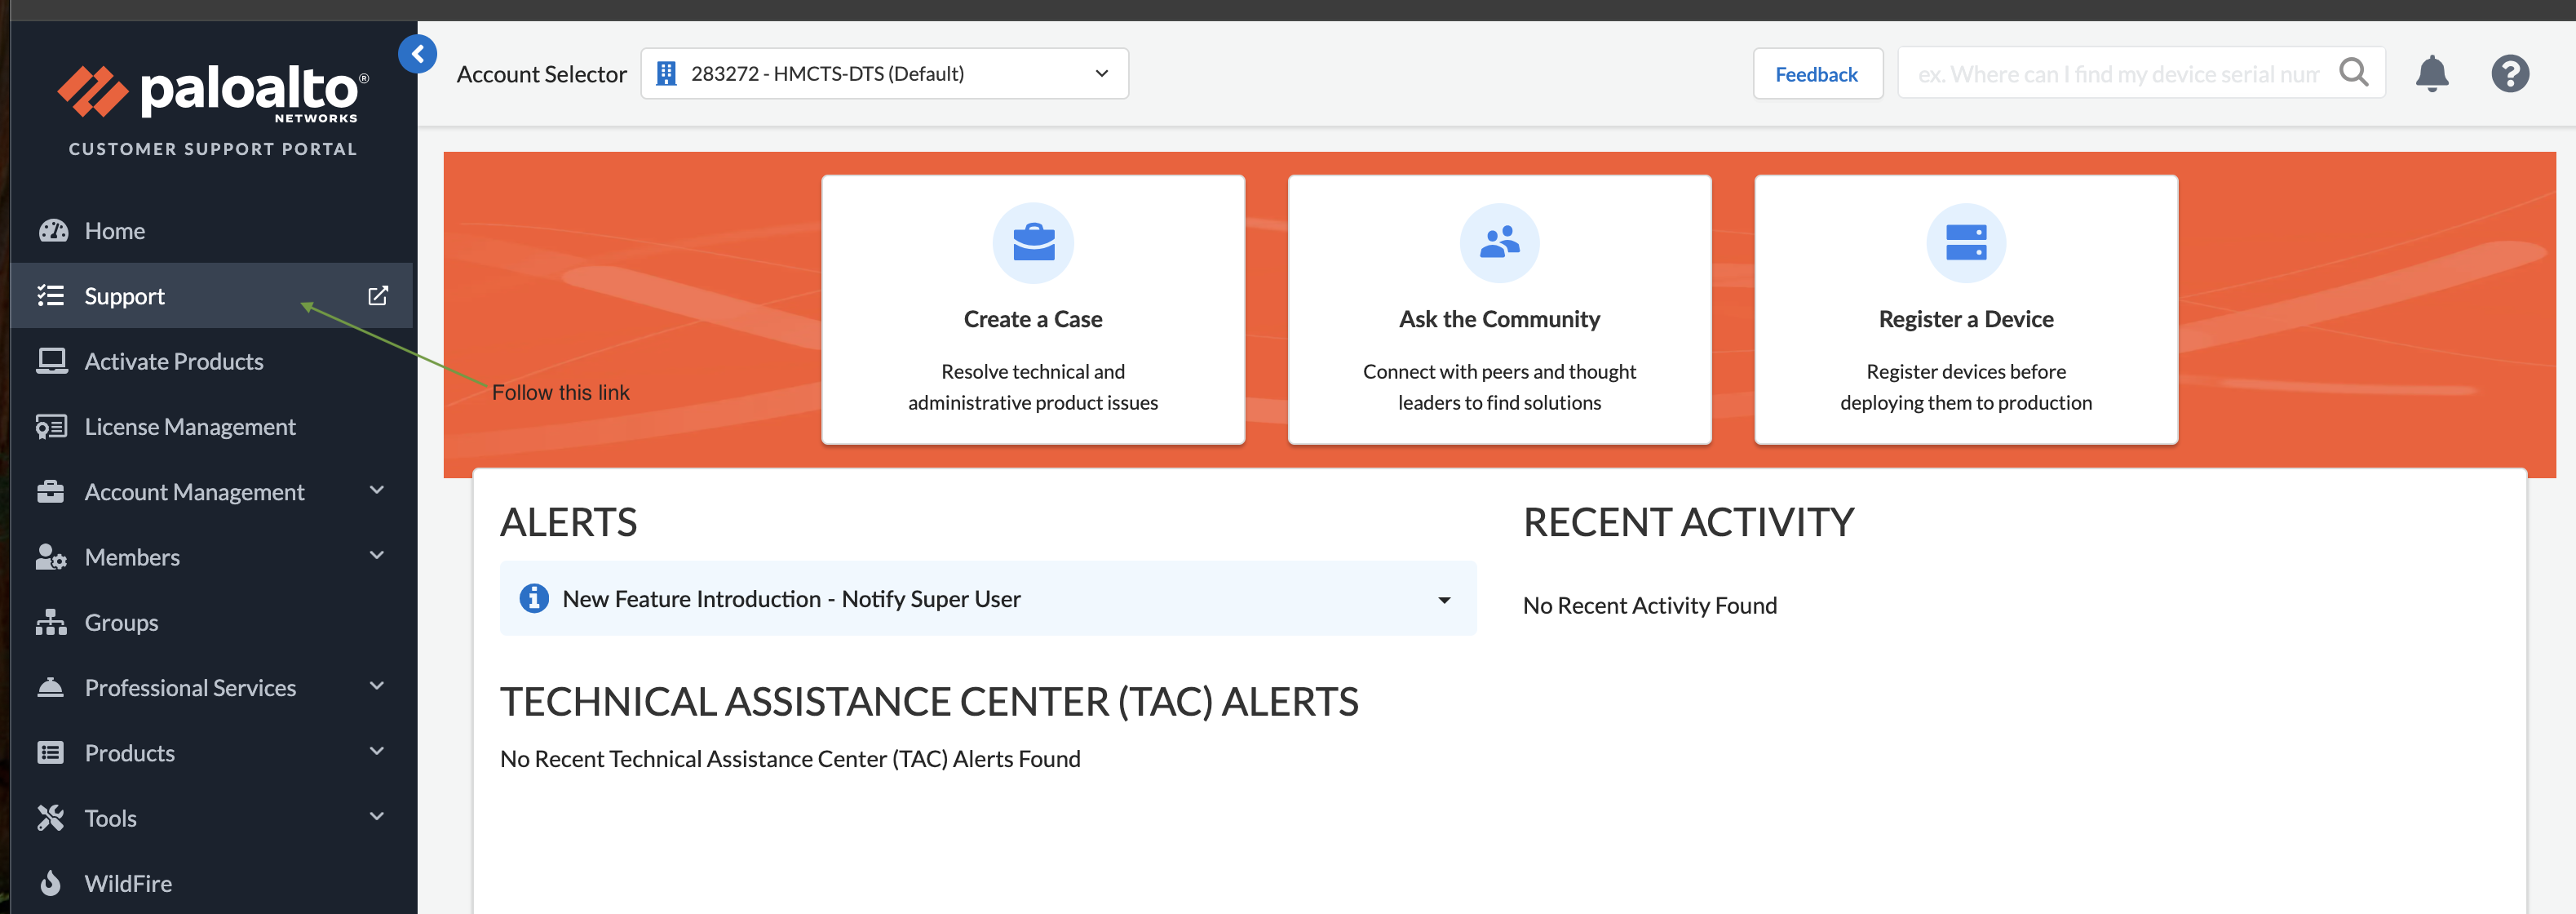 paloalto®
NETWORKS
CUSTOMER SUPPORT PORTAL
Home
Support
Activate Products
License Management
Account Management
Members
Groups
Professional Services
Products
Tools
WildFire
Account Selector
283272 - HMCTS-DTS (Default)
Feedback
ex. Where can I find my device serial num
Follow this link
Create a Case
Resolve technical and
administrative product issues
Ask the Community
Connect with peers and thought
leaders to find solutions
Register a Device
Register devices before
deploying them to production
ALERTS
New Feature Introduction - Notify Super User
TECHNICAL ASSISTANCE CENTER (TAC) ALERTS
No Recent Technical Assistance Center (TAC) Alerts Found
RECENT ACTIVITY
No Recent Activity Found